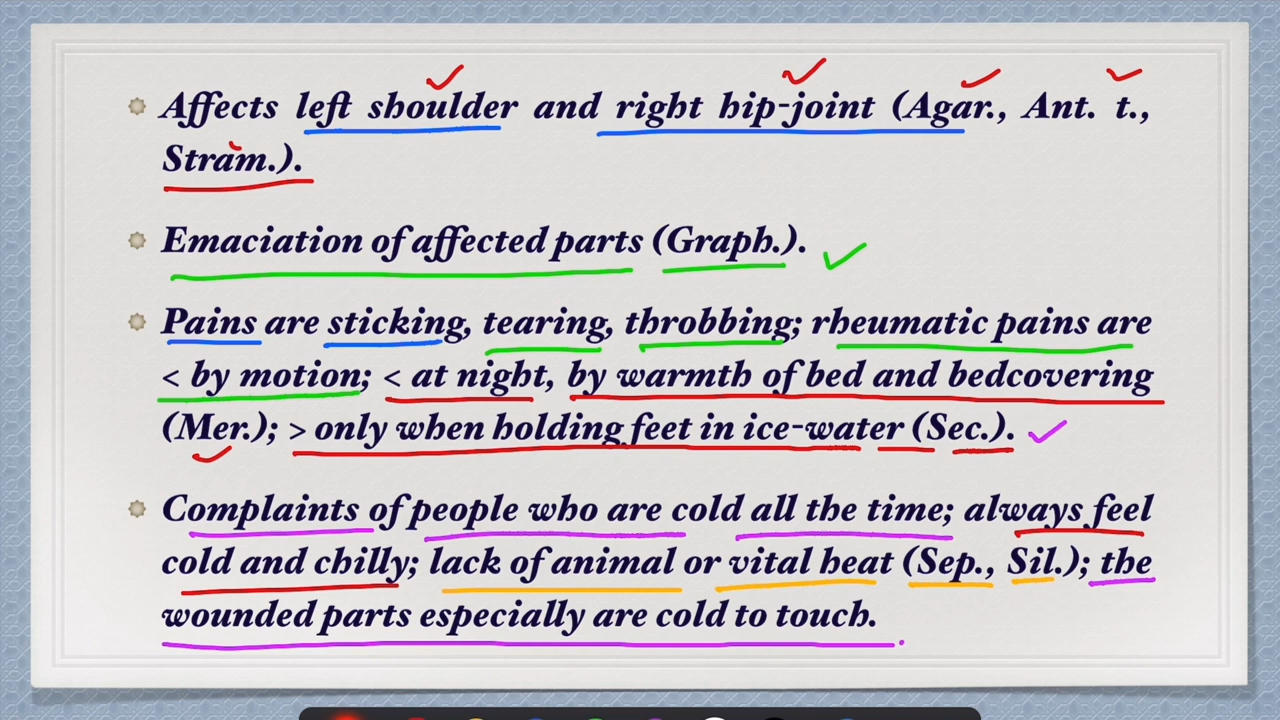 Affects left shoulder and right hip-joint (Agar., Ant. t.,
Stram.).
Emaciation of affected parts (Graph.).
Pains are sticking, tearing, throbbing; rheumatic pains are
< by motion; < at night, by warmth of bed and bedcovering
(Mer.); > only when holding feet in ice-water (Sec.).
Complaints of people who are cold all the time; always feel
cold and chilly; lack of animal or vital heat (Sep., Sil.); the
wounded parts especially are cold to touch.